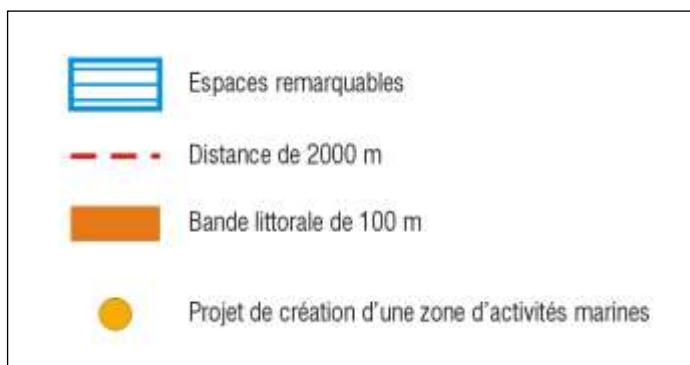 Espaces remarquables
Distance de 2000 m
Bande littorale de 100 m
Projet de création d'une zone d'activités marines